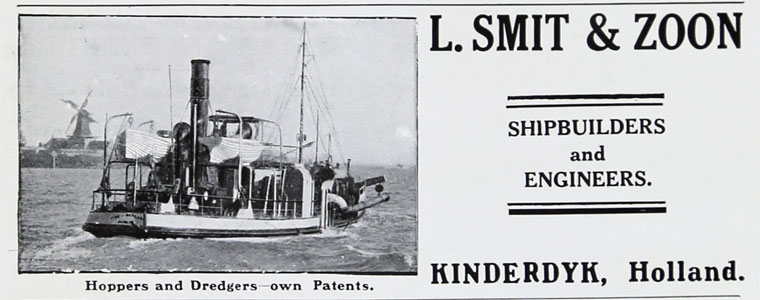 L. SMIT & ZOON
SHIPBUILDERS
and
ENGINEERS.
KINDERDYK, Holland.
Hoppers and Dredgers—own Patents.